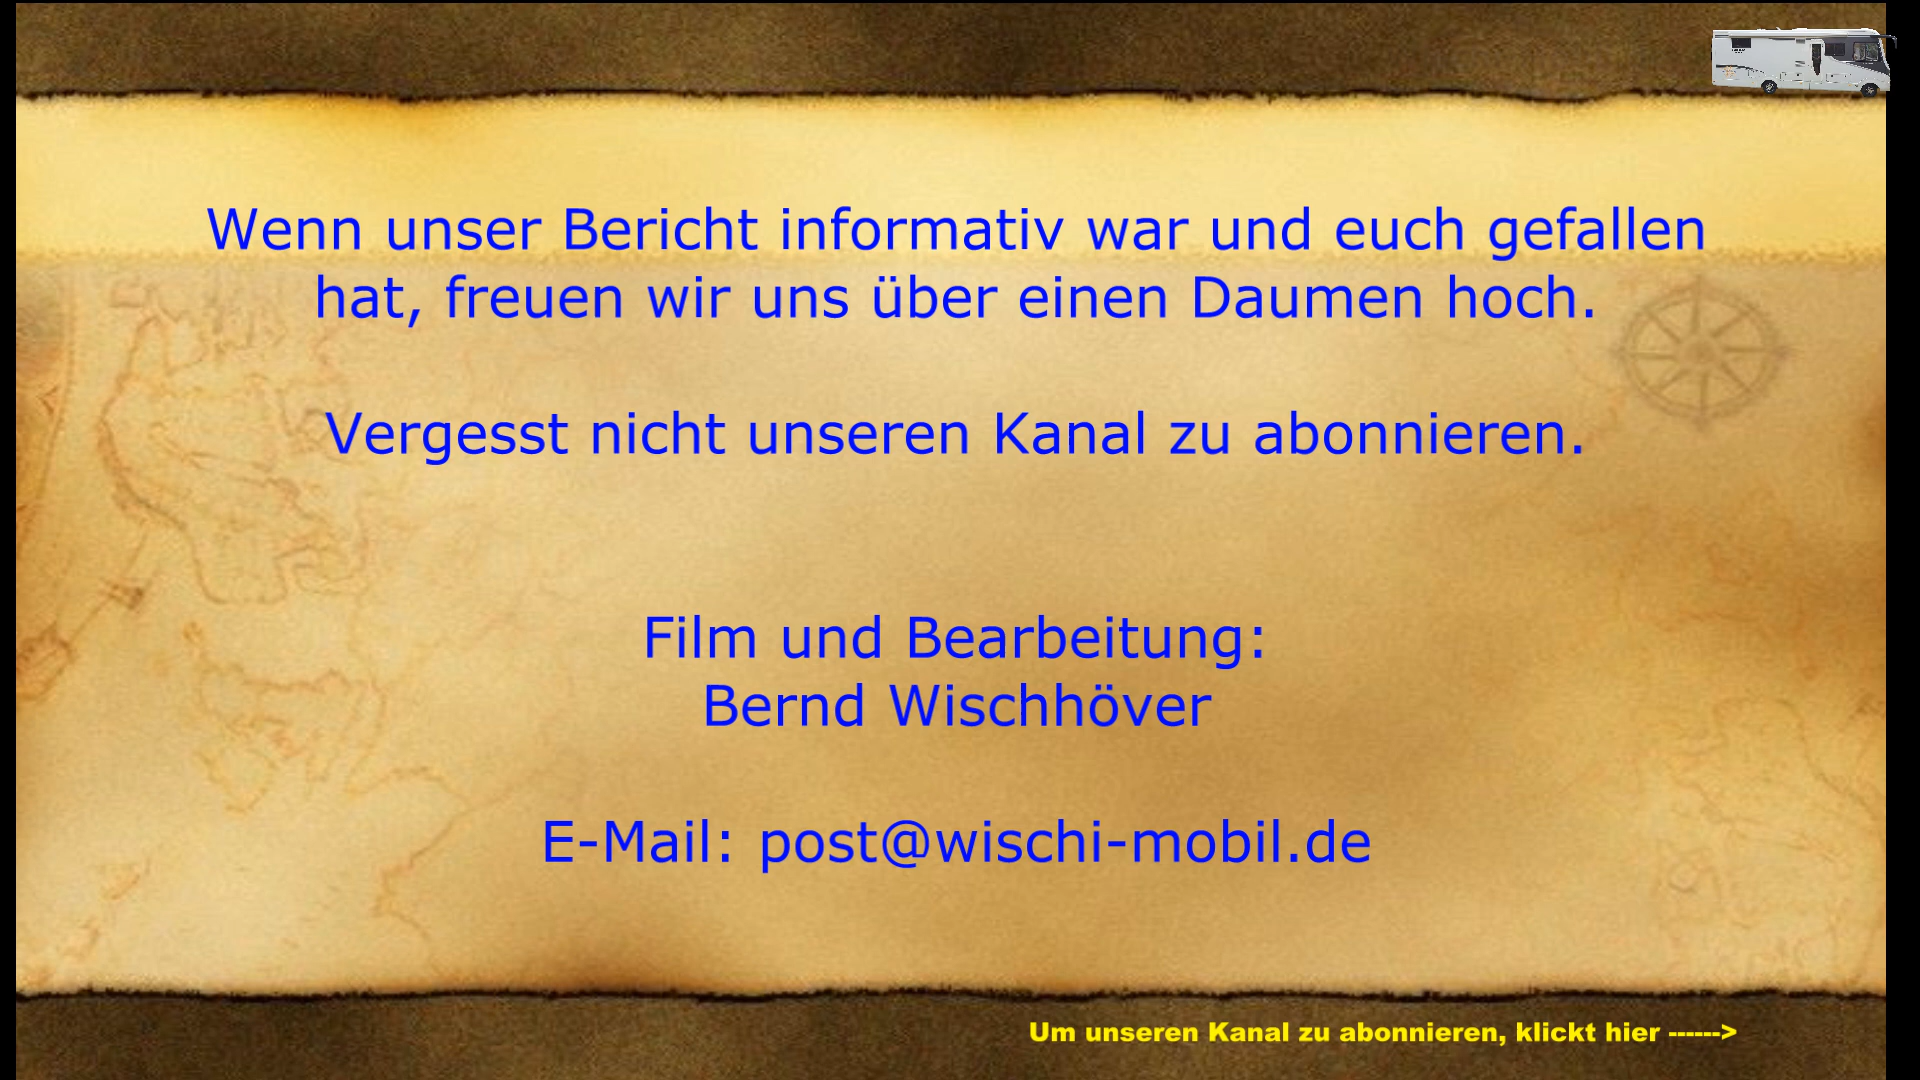 Wenn unser Bericht informativ war und euch gefallen
hat, freuen wir uns über einen Daumen hoch.
Vergesst nicht unseren Kanal zu abonnieren.
Film und Bearbeitung:
Bernd Wischhöver
E-Mail: post@wischi-mobil.de
Um unseren Kanal zu abonnieren, klickt hier ------>